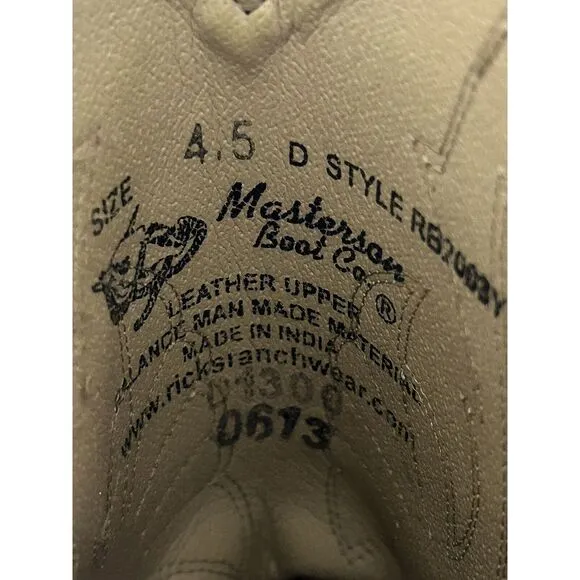 SIZE 4.5 D STYLE RB2003Y
Masterson
Boot Co.
®
LEATHER UPPER
BALANCE MAN MADE MATERIAL
MADE IN INDIA
www.ricksranchwear.com
01300
0613